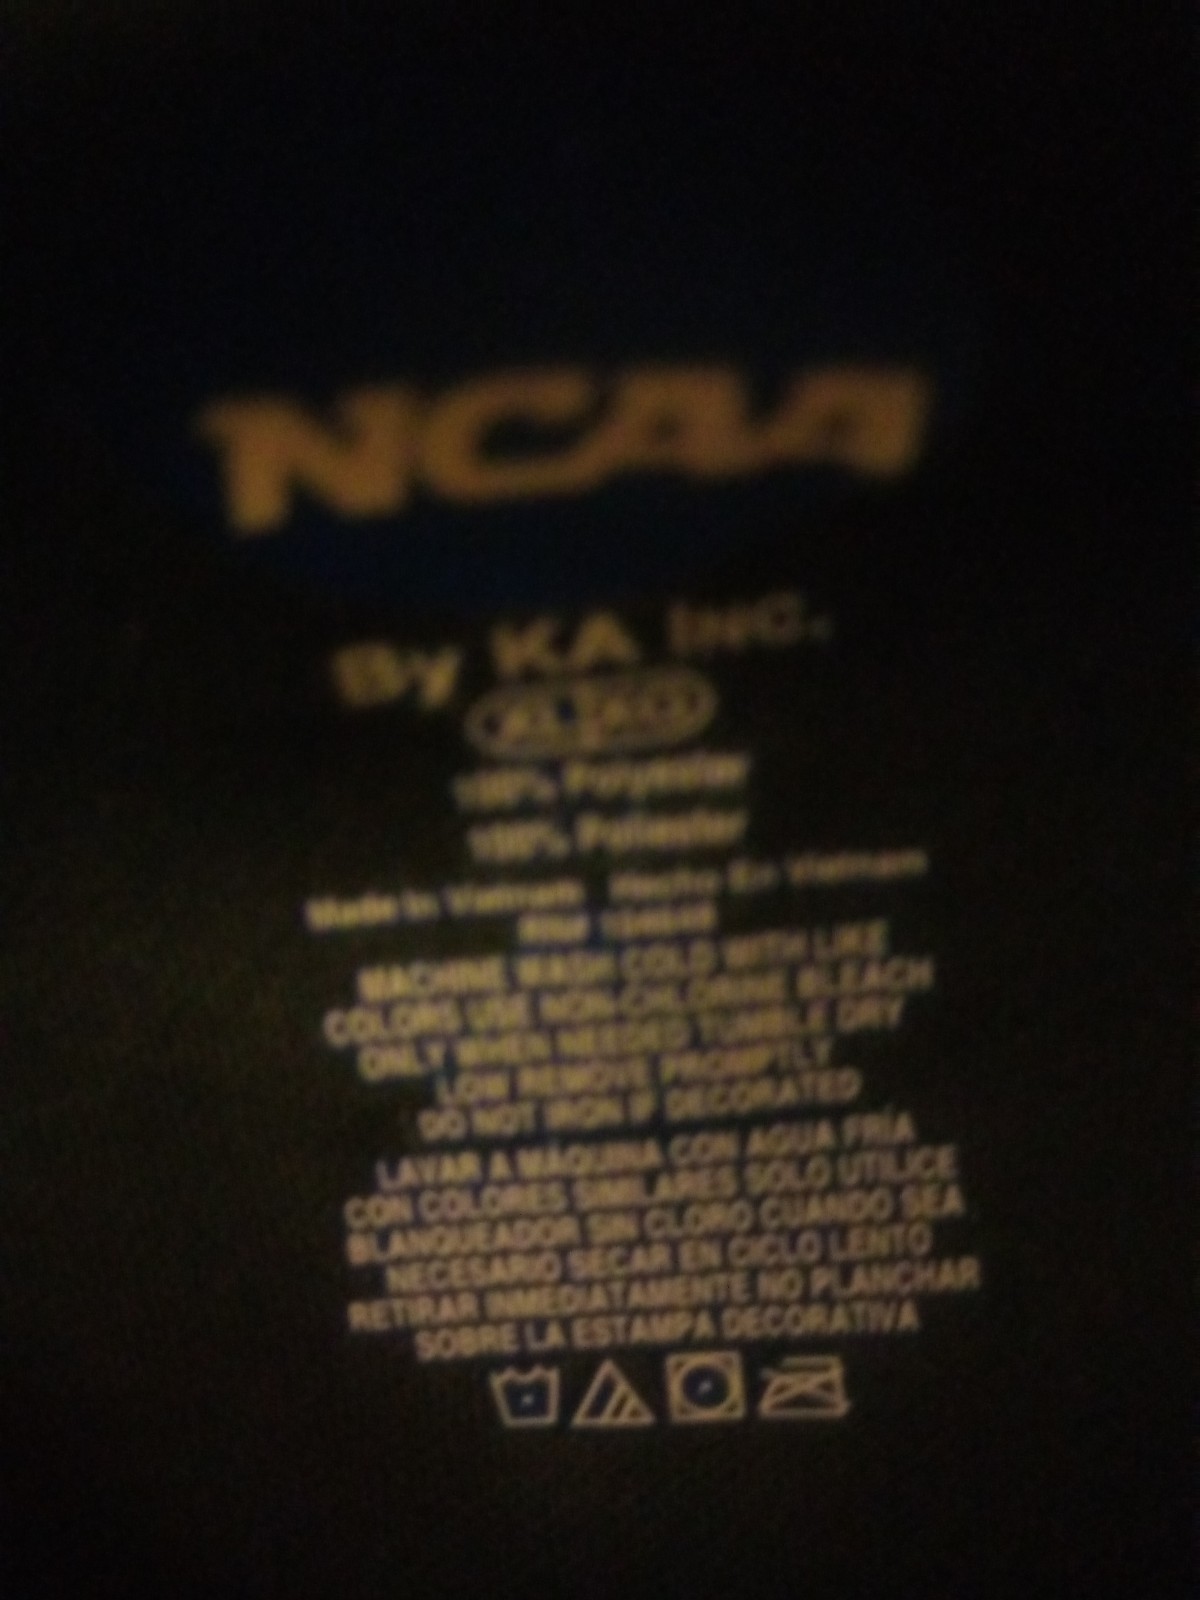 NCAA
By KA INC.
100% Polyester
100% Poliester
Made in Vietnam Hecho En Vietnam
RN#
MACHINE WASH COLD WITH LIKE
COLORS USE NON-CHLORINE BLEACH
ONLY WHEN NEEDED TUMBLE DRY
LOW REMOVE PROMPTLY
DO NOT IRON IF DECORATED
LAVAR A MÁQUINA CON AGUA FRÍA
CON COLORES SIMILARES SOLO UTILICE
BLANQUEADOR SIN CLORO CUANDO SEA
NECESARIO SECAR EN CICLO LENTO
RETIRAR INMEDIATAMENTE NO PLANCHAR
SOBRE LA ESTAMPA DECORATIVA